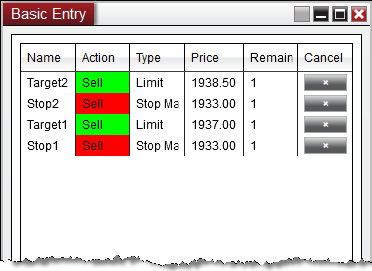 Basic Entry
Name Action Type Price Remain Cancel
Target2 Sell Limit 1938.50 1
Stop2 Sell Stop Ma 1933.00 1
Target1 Sell Limit 1937.00 1
Stop1 Sell Stop Ma 1933.00 1